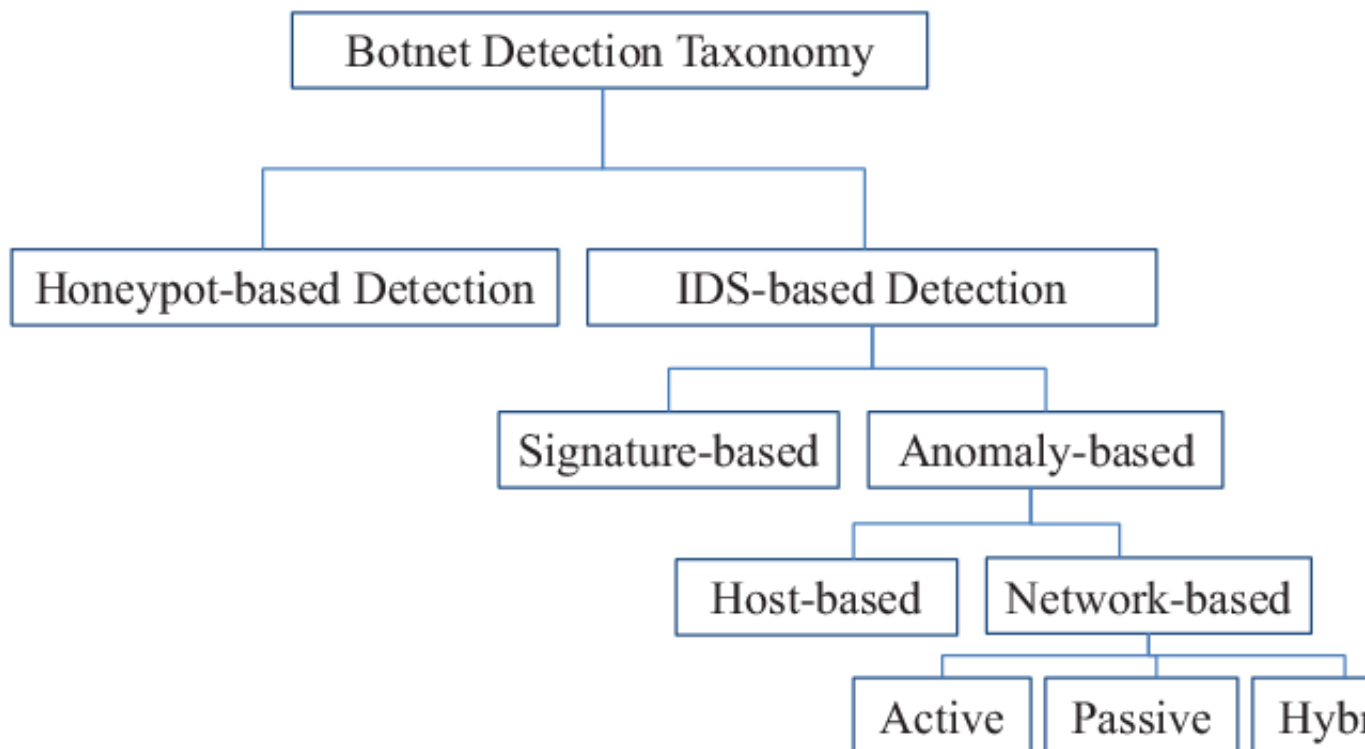 Botnet Detection Taxonomy
Honeypot-based Detection
IDS-based Detection
Signature-based
Anomaly-based
Host-based
Network-based
Active
Passive